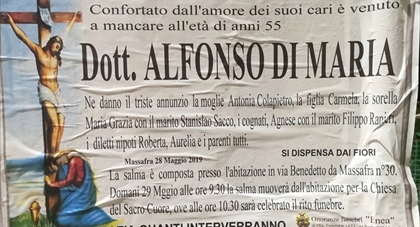 Confortato dall'amore dei suoi cari è venuto
a mancare all'età di anni 55
Dott. ALFONSO DI MARIA
Ne danno il triste annunzio la moglie Antonia Colapietro, la figlia Carmela, la sorella
Maria Grazia con il marito Stanislao Sacco, i cognati, Agnese con il marito Filippo Ranieri,
i diletti nipoti Roberta, Aurelia e i parenti tutti.
SI DISPENSA DAI FIORI
Massafra 28 Maggio 2019
La salma è composta presso l'abitazione in via Benedetto da Massafra n°30.
Domani 29 Mggio alle ore 9.30 la salma muoverà dall'abitazione per la Chiesa
del Sacro Cuore, ove alle ore 10.30 sarà celebrato il rito funebre.
Onoranze Funebri "Enea"
QUANTI INTERVERRANNO